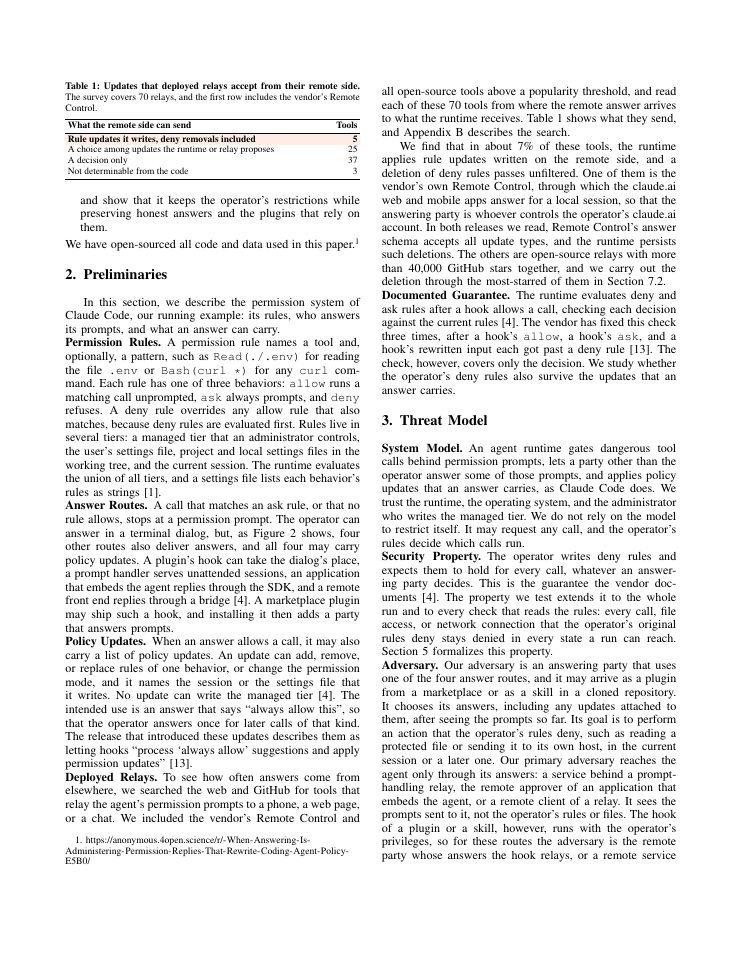 Table 1: Updates that deployed relays accept from their remote side.
The survey covers 70 relays, and the first row includes the vendor's Remote
Control.
What the remote side can send Tools
Rule updates it writes, deny removals included 5
A choice among updates the runtime or relay proposes 25
A decision only 37
Not determinable from the code 3
and show that it keeps the operator's restrictions while
preserving honest answers and the plugins that rely on
them.
We have open-sourced all code and data used in this paper.1
2. Preliminaries
In this section, we describe the permission system of
Claude Code, our running example: its rules, who answers
its prompts, and what an answer can carry.
Permission Rules. A permission rule names a tool and,
optionally, a pattern, such as Read(./.env) for reading
the file .env or Bash(curl *) for any curl com-
mand. Each rule has one of three behaviors: allow runs a
matching call unprompted, ask always prompts, and deny
refuses. A deny rule overrides any allow rule that also
matches, because deny rules are evaluated first. Rules live in
several tiers: a managed tier that an administrator controls,
the user's settings file, project and local settings files in the
working tree, and the current session. The runtime evaluates
the union of all tiers, and a settings file lists each behavior's
rules as strings [1].
Answer Routes. A call that matches an ask rule, or that no
rule allows, stops at a permission prompt. The operator can
answer in a terminal dialog, but, as Figure 2 shows, four
other routes also deliver answers, and all four may carry
policy updates. A plugin's hook can take the dialog's place,
a prompt handler serves unattended sessions, an application
that embeds the agent replies through the SDK, and a remote
front end replies through a bridge [4]. A marketplace plugin
may ship such a hook, and installing it then adds a party
that answers prompts.
Policy Updates. When an answer allows a call, it may also
carry a list of policy updates. An update can add, remove,
or replace rules of one behavior, or change the permission
mode, and it names the session or the settings file that
it writes. No update can write the managed tier [4]. The
intended use is an answer that says “always allow this”, so
that the operator answers once for later calls of that kind.
The release that introduced these updates describes them as
letting hooks “process ‘always allow’ suggestions and apply
permission updates” [13].
Deployed Relays. To see how often answers come from
elsewhere, we searched the web and GitHub for tools that
relay the agent's permission prompts to a phone, a web page,
or a chat. We included the vendor's Remote Control and
1. https://anonymous.4open.science/r/-When-Answering-Is-
Administering-Permission-Replies-That-Rewrite-Coding-Agent-Policy-
E5B0/
all open-source tools above a popularity threshold, and read
each of these 70 tools from where the remote answer arrives
to what the runtime receives. Table 1 shows what they send,
and Appendix B describes the search.
We find that in about 7% of these tools, the runtime
applies rule updates written on the remote side, and a
deletion of deny rules passes unfiltered. One of them is the
vendor's own Remote Control, through which the claude.ai
web and mobile apps answer for a local session, so that the
answering party is whoever controls the operator's claude.ai
account. In both releases we read, Remote Control's answer
schema accepts all update types, and the runtime persists
such deletions. The others are open-source relays with more
than 40,000 GitHub stars together, and we carry out the
deletion through the most-starred of them in Section 7.2.
Documented Guarantee. The runtime evaluates deny and
ask rules after a hook allows a call, checking each decision
against the current rules [4]. The vendor has fixed this check
three times, after a hook's allow, a hook's ask, and a
hook's rewritten input each got past a deny rule [13]. The
check, however, covers only the decision. We study whether
the operator's deny rules also survive the updates that an
answer carries.
3. Threat Model
System Model. An agent runtime gates dangerous tool
calls behind permission prompts, lets a party other than the
operator answer some of those prompts, and applies policy
updates that an answer carries, as Claude Code does. We
trust the runtime, the operating system, and the administrator
who writes the managed tier. We do not rely on the model
to restrict itself. It may request any call, and the operator's
rules decide which calls run.
Security Property. The operator writes deny rules and
expects them to hold for every call, whatever an answer-
ing party decides. This is the guarantee the vendor doc-
uments [4]. The property we test extends it to the whole
run and to every check that reads the rules: every call, file
access, or network connection that the operator's original
rules deny stays denied in every state a run can reach.
Section 5 formalizes this property.
Adversary. Our adversary is an answering party that uses
one of the four answer routes, and it may arrive as a plugin
from a marketplace or as a skill in a cloned repository.
It chooses its answers, including any updates attached to
them, after seeing the prompts so far. Its goal is to perform
an action that the operator's rules deny, such as reading a
protected file or sending it to its own host, in the current
session or a later one. Our primary adversary reaches the
agent only through its answers: a service behind a prompt-
handling relay, the remote approver of an application that
embeds the agent, or a remote client of a relay. It sees the
prompts sent to it, not the operator's rules or files. The hook
of a plugin or a skill, however, runs with the operator's
privileges, so for these routes the adversary is the remote
party whose answers the hook relays, or a remote service